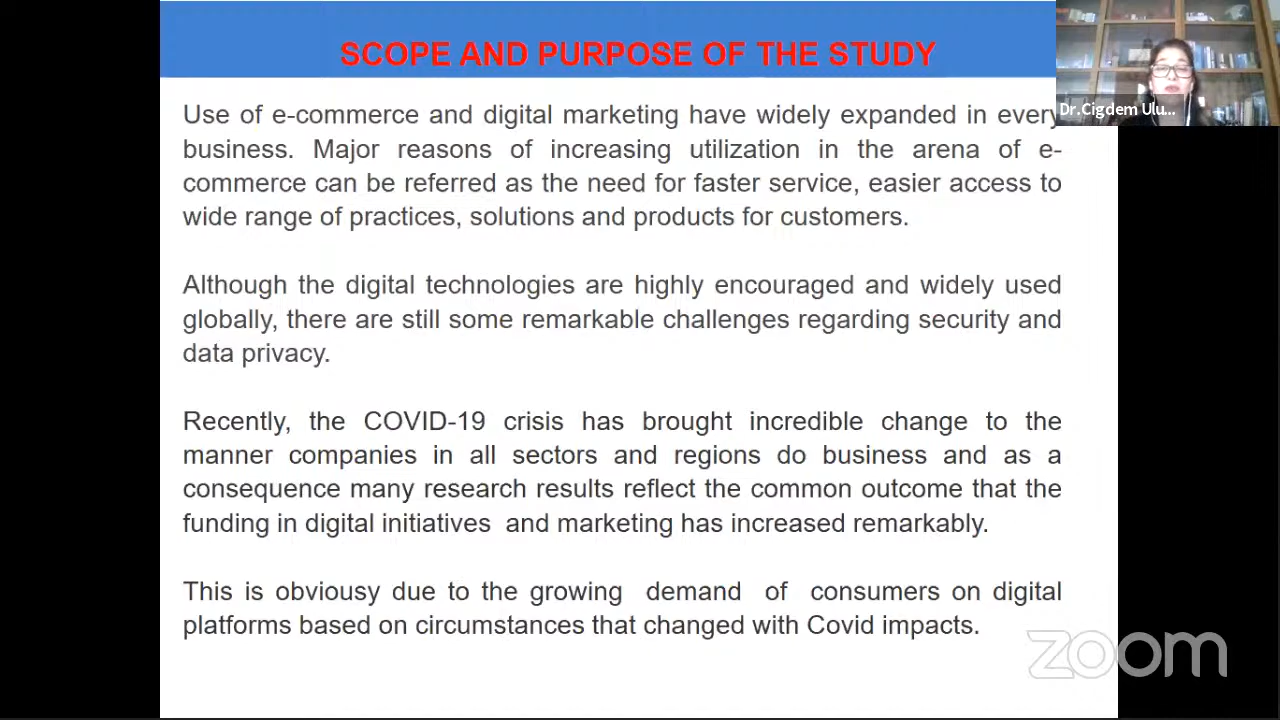 SCOPE AND PURPOSE OF THE STUDY
Dr.Cigdem Ulu...
Use of e-commerce and digital marketing have widely expanded in every
business. Major reasons of increasing utilization in the arena of e-
commerce can be referred as the need for faster service, easier access to
wide range of practices, solutions and products for customers.
Although the digital technologies are highly encouraged and widely used
globally, there are still some remarkable challenges regarding security and
data privacy.
Recently, the COVID-19 crisis has brought incredible change to the
manner companies in all sectors and regions do business and as a
consequence many research results reflect the common outcome that the
funding in digital initiatives and marketing has increased remarkably.
This is obviousy due to the growing demand of consumers on digital
platforms based on circumstances that changed with Covid impacts.
zoom